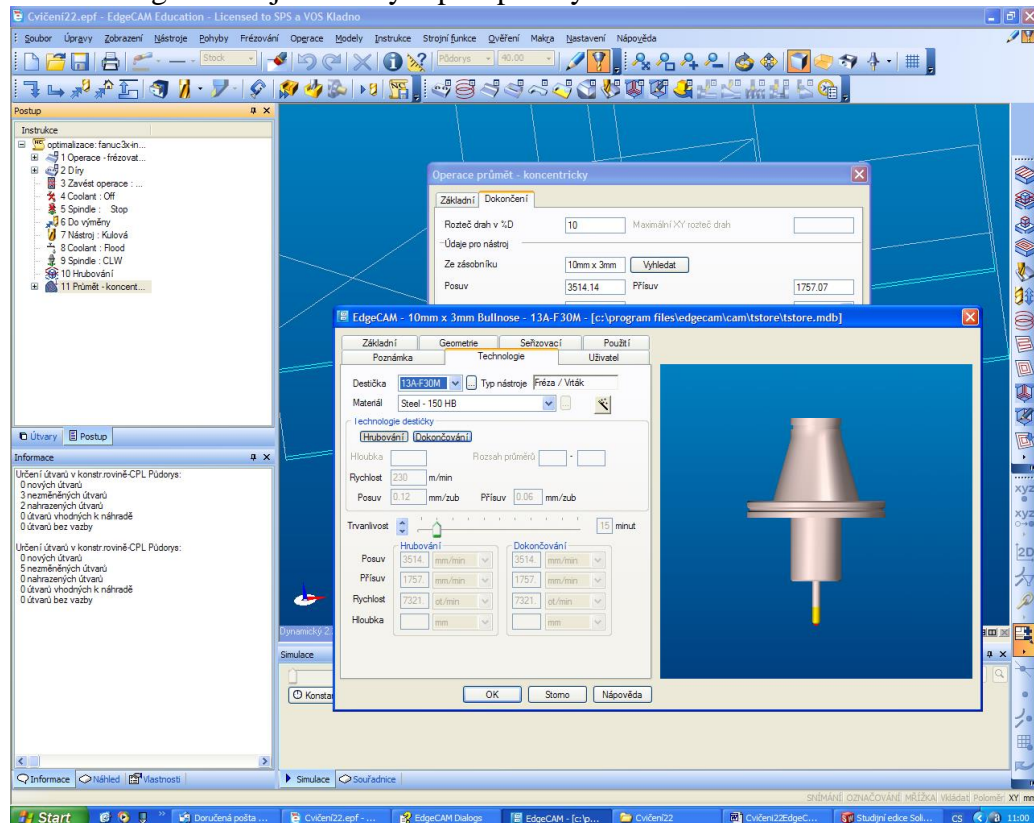 Cvičení22.epf - EdgeCAM Education - Licensed to SPS a VOS Kladno
Soubor Úpravy Zobrazení Nástroje Pohyby Frézování Operace Modely Instrukce Strojní funkce Ověření Makra Nastavení Nápověda
Stock Půdorys 40.00
Postup
Instrukce
optimalizace: fanuc3x-in...
1 Operace - frézovat...
2 Díry
3 Zavést operace : ...
4 Coolant : Off
5 Spindle : Stop
6 Do výměny
7 Nástroj : Kulová
8 Coolant : Flood
9 Spindle : CLW
10 Hrubování
11 Průmět - koncent...
Útvary Postup
Informace
Určení útvarů v konstr.rovině-CPL Půdorys:
0 nových útvarů
3 nezměněných útvarů
2 nahrazených útvarů
0 útvarů vhodných k náhradě
0 útvarů bez vazby
Určení útvarů v konstr.rovině-CPL Půdorys:
0 nových útvarů
5 nezměněných útvarů
0 nahrazených útvarů
0 útvarů vhodných k náhradě
0 útvarů bez vazby
Informace Náhled Vlastnosti
Operace průmět - koncentricky
Základní Dokončení
Rozteč drah v %D 10 Maximální XY rozteč drah
Údaje pro nástroj
Ze zásobníku 10mm x 3mm Vyhledat
Posuv 3514.14 Přísuv 1757.07
EdgeCAM - 10mm x 3mm Bullnose - 13A-F30M - [c:\program files\edgecam\cam\tstore\tstore.mdb]
Základní Geometrie Seřizovací Použití
Poznámka Technologie Uživatel
Destička 13A-F30M ... Typ nástroje Fréza / Vrták
Materiál Steel - 150 HB ...
Technologie destičky
Hrubování Dokončování
Hloubka Rozsah průměrů -
Rychlost 230 m/min
Posuv 0.12 mm/zub Přísuv 0.06 mm/zub
Trvanlivost 15 minut
Hrubování Dokončování
Posuv 3514. mm/min 3514. mm/min
Přísuv 1757. mm/min 1757. mm/min
Rychlost 7321. ot/min 7321. ot/min
Hloubka mm mm
OK Storno Nápověda
Dynamický
Simulace
Konstan
Simulace Souřadnice
xyz
xyz
2D
SNÍMÁNÍ OZNAČOVÁNÍ MŘÍŽKA Vkládat Poloměr XY mm
Start Doručená pošta ... Cvičení22.epf - ... EdgeCAM Dialogs EdgeCAM - [c:\p... Cvičení22 Cvičení22EdgeC... Studijní edice Soli... CS 11:00